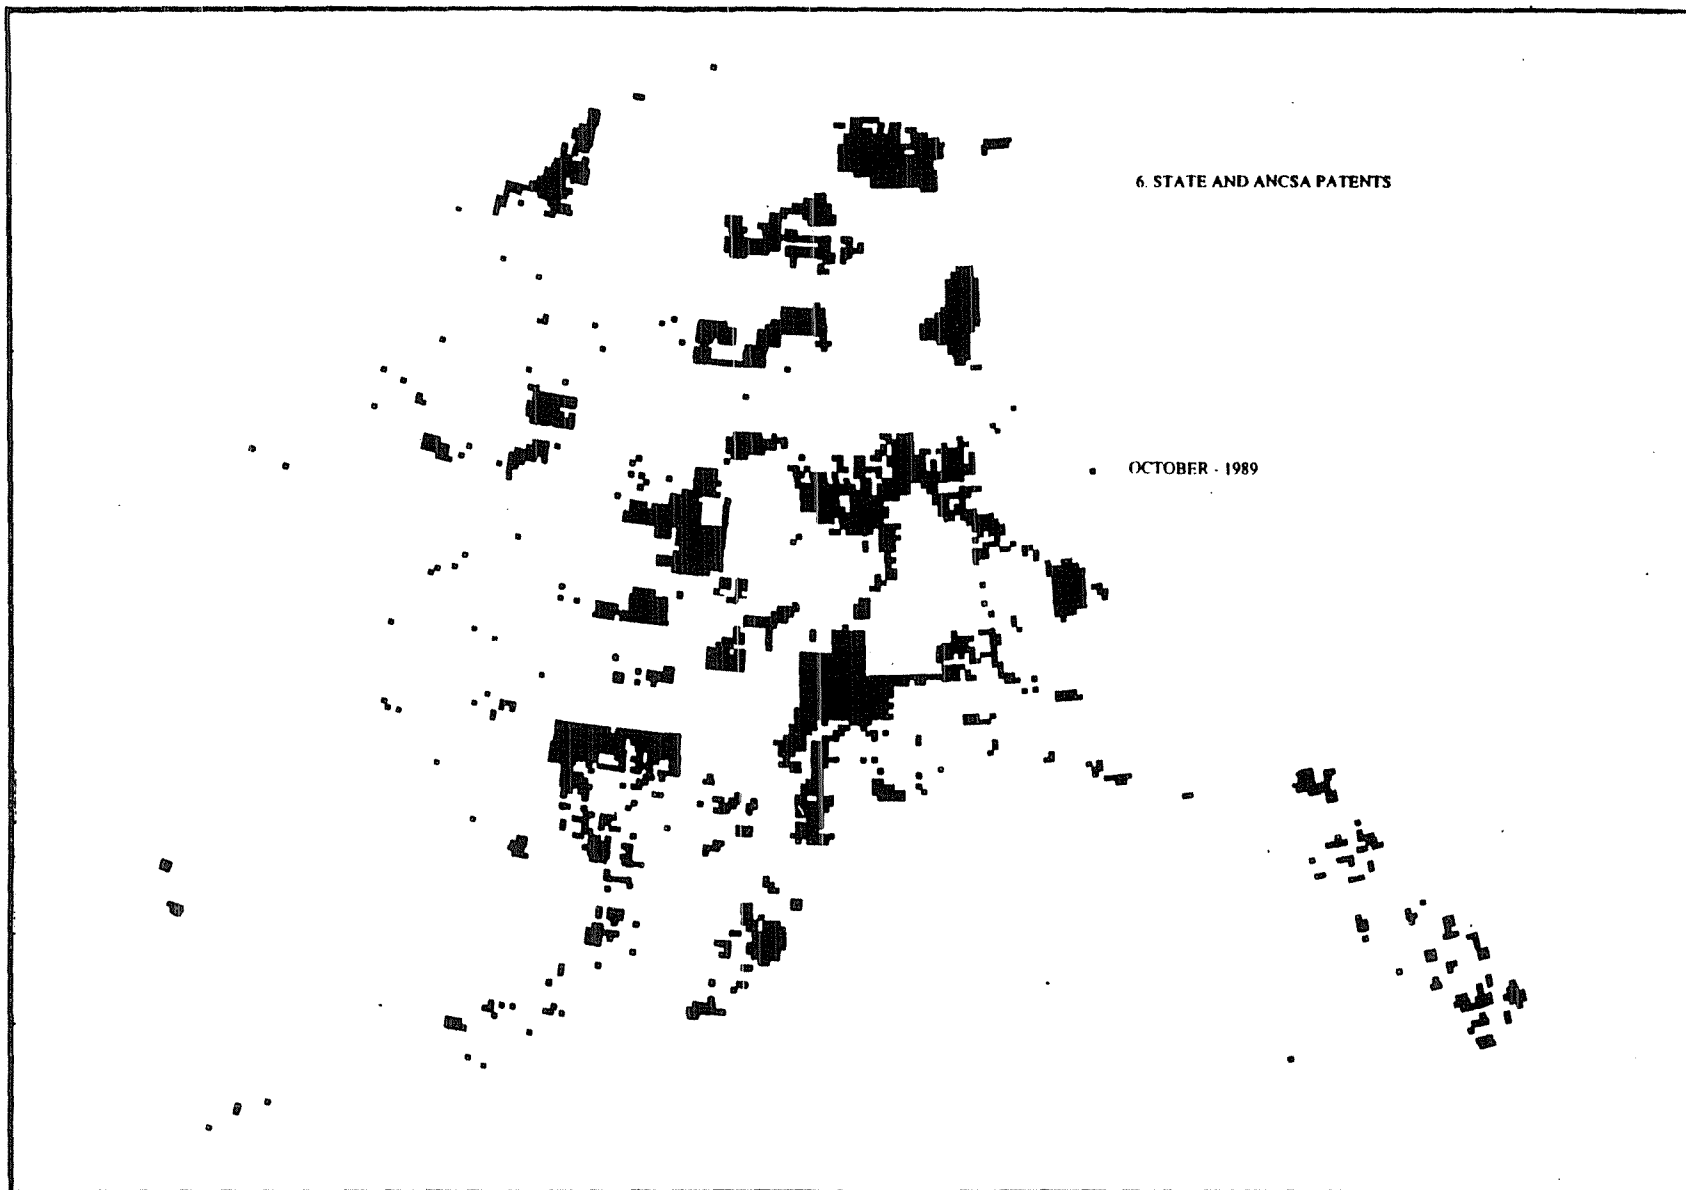 6. STATE AND ANCSA PATENTS
OCTOBER - 1989